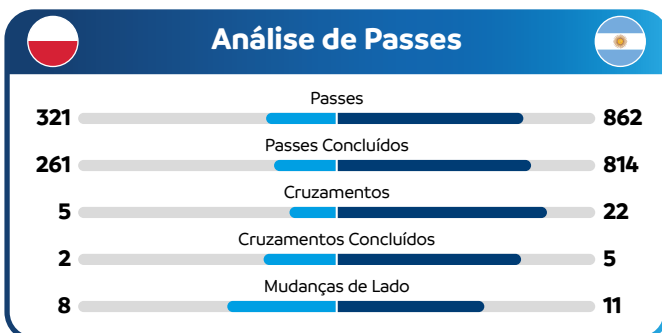 Análise de Passes
Passes
321 862
Passes Concluídos
261 814
Cruzamentos
5 22
Cruzamentos Concluídos
2 5
Mudanças de Lado
8 11